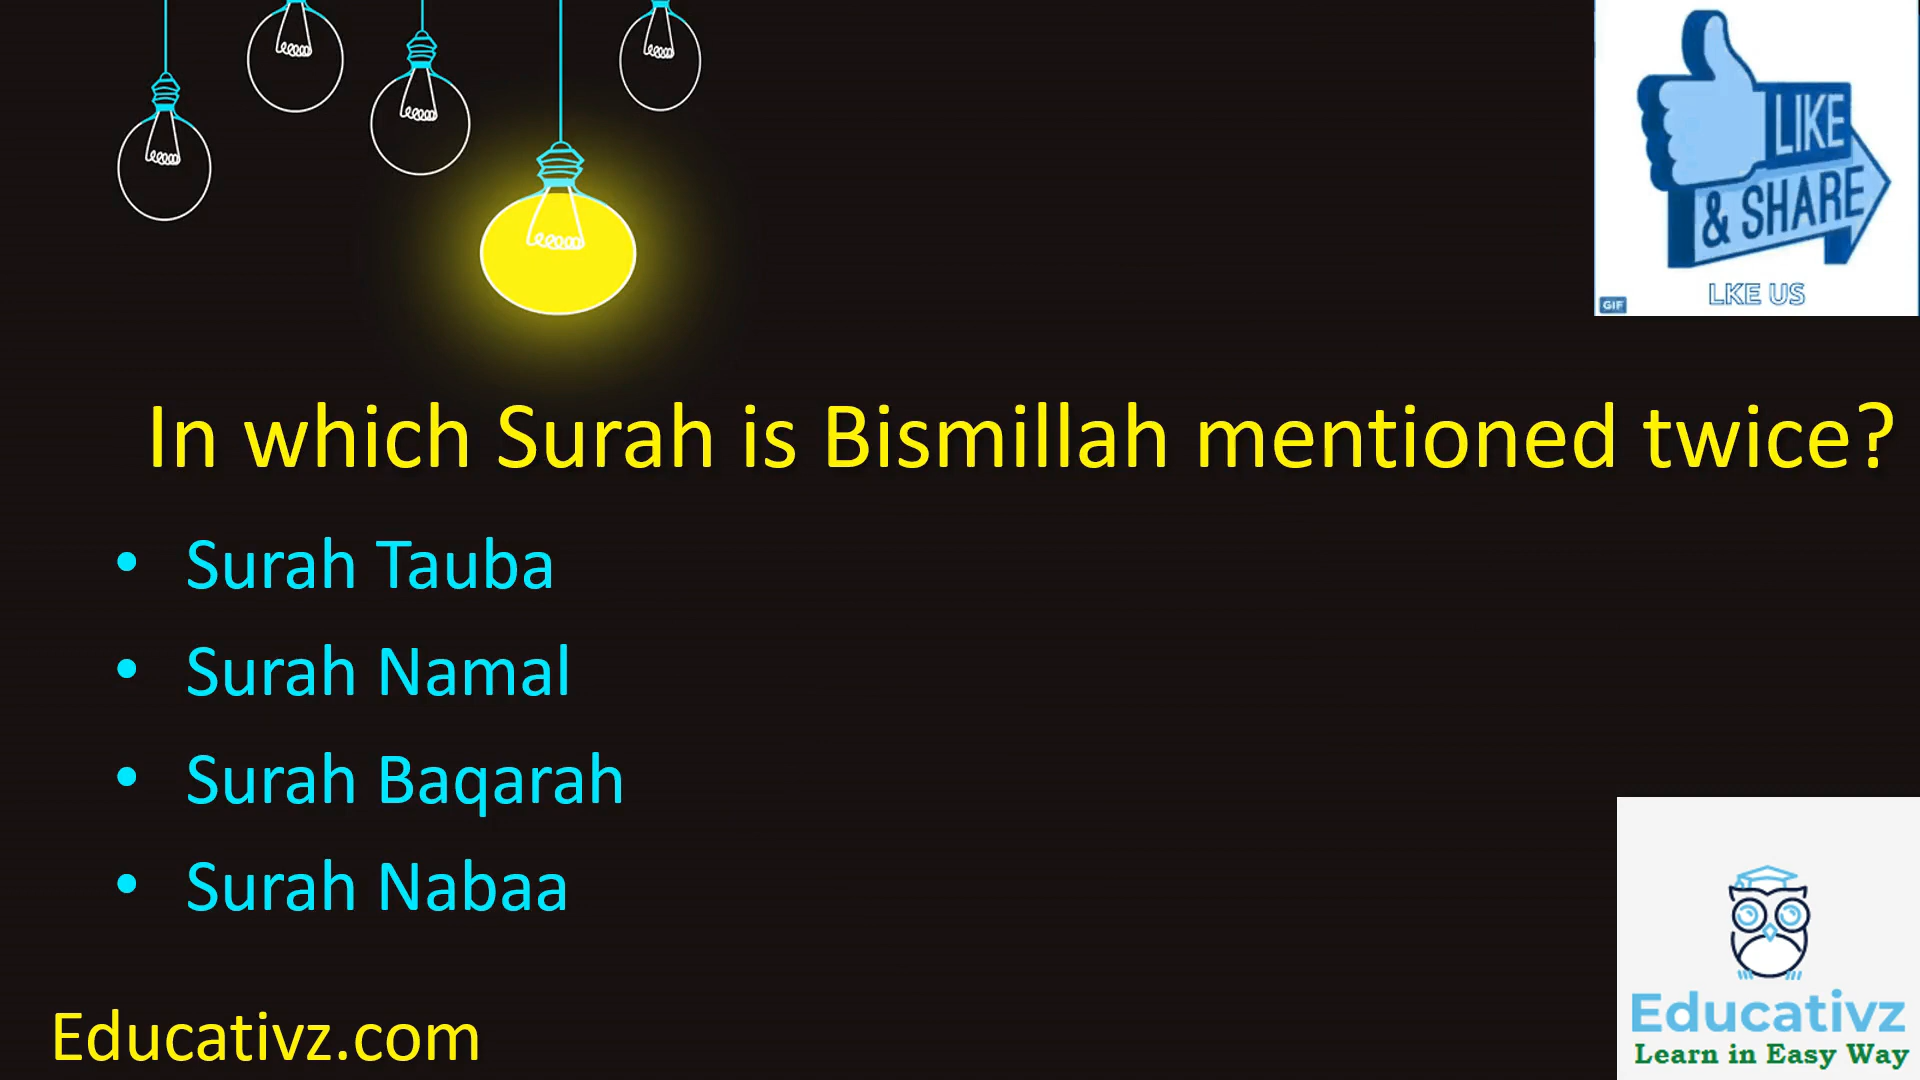 LIKE
& SHARE
LKE US
GIF
In which Surah is Bismillah mentioned twice?
• Surah Tauba
• Surah Namal
• Surah Baqarah
• Surah Nabaa
Educativz.com
Educativz
Learn in Easy Way